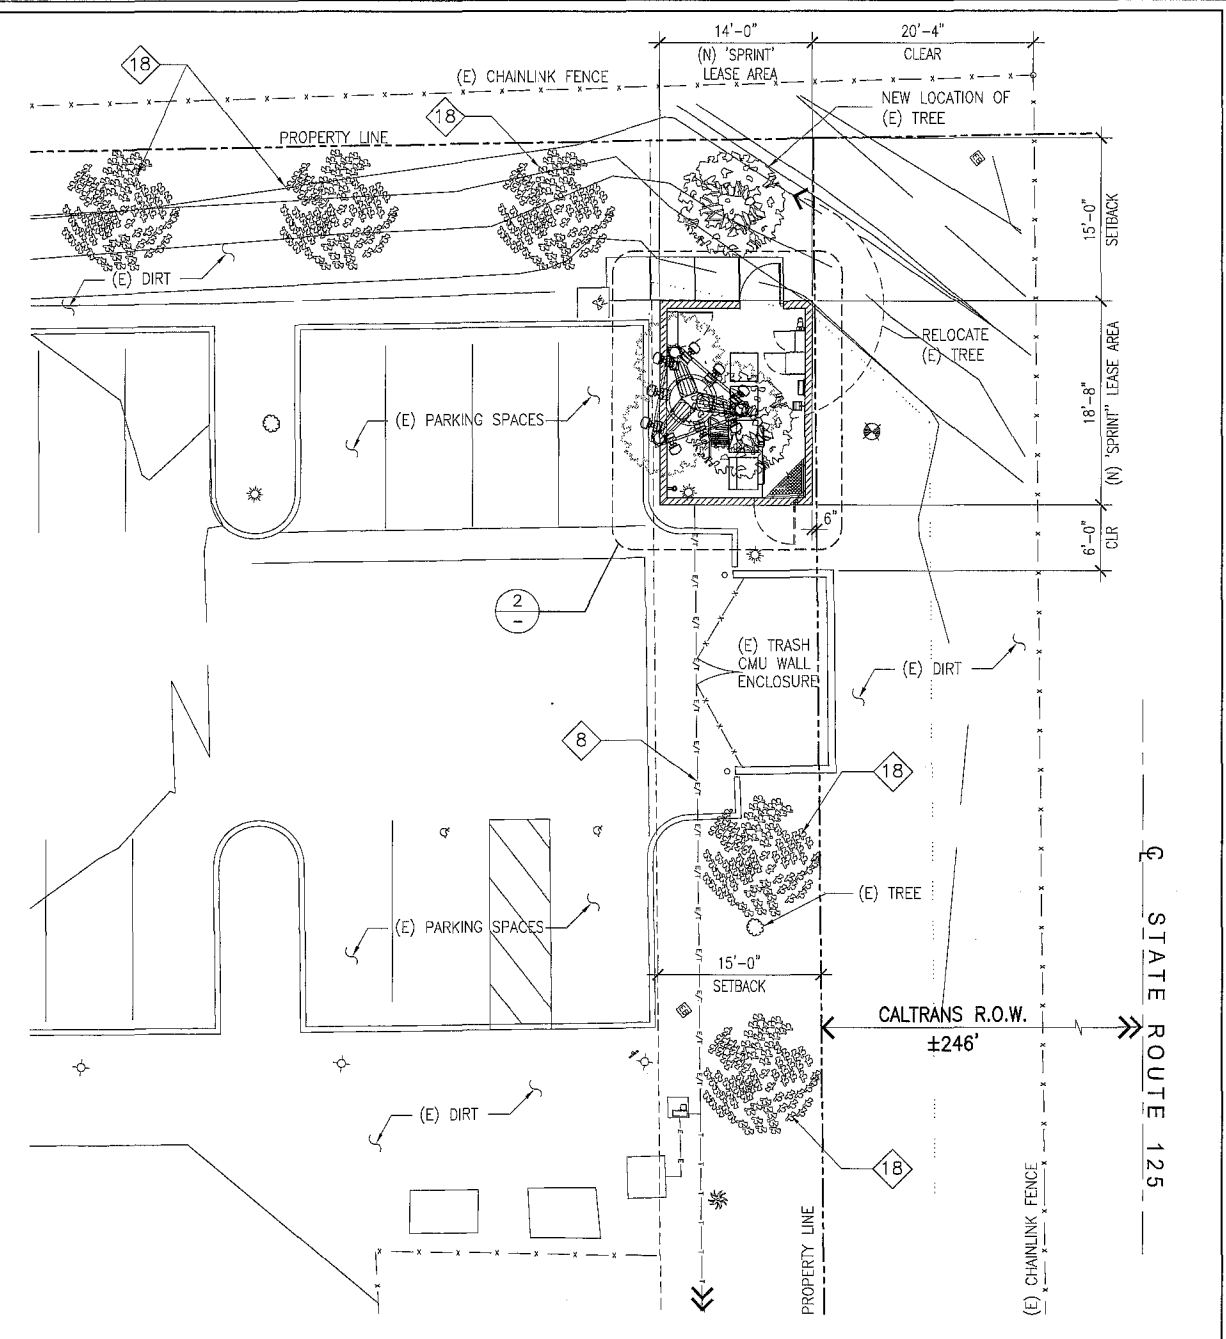 14'-0"
20'-4"
(N) 'SPRINT'
LEASE AREA
CLEAR
18
(E) CHAINLINK FENCE
18
NEW LOCATION OF
(E) TREE
PROPERTY LINE
15'-0"
SETBACK
(E) DIRT
RELOCATE
(E) TREE
18'-8"
(N) 'SPRINT" LEASE AREA
(E) PARKING SPACES
6"
6'-0"
CLR
E/T
2
-
(E) TRASH
CMU WALL
ENCLOSURE
(E) DIRT
8
18
(E) TREE
(E) PARKING SPACES
15'-0"
SETBACK
CALTRANS R.O.W.
±246'
℄ STATE ROUTE 125
(E) DIRT
18
PROPERTY LINE
(E) CHAINLINK FENCE